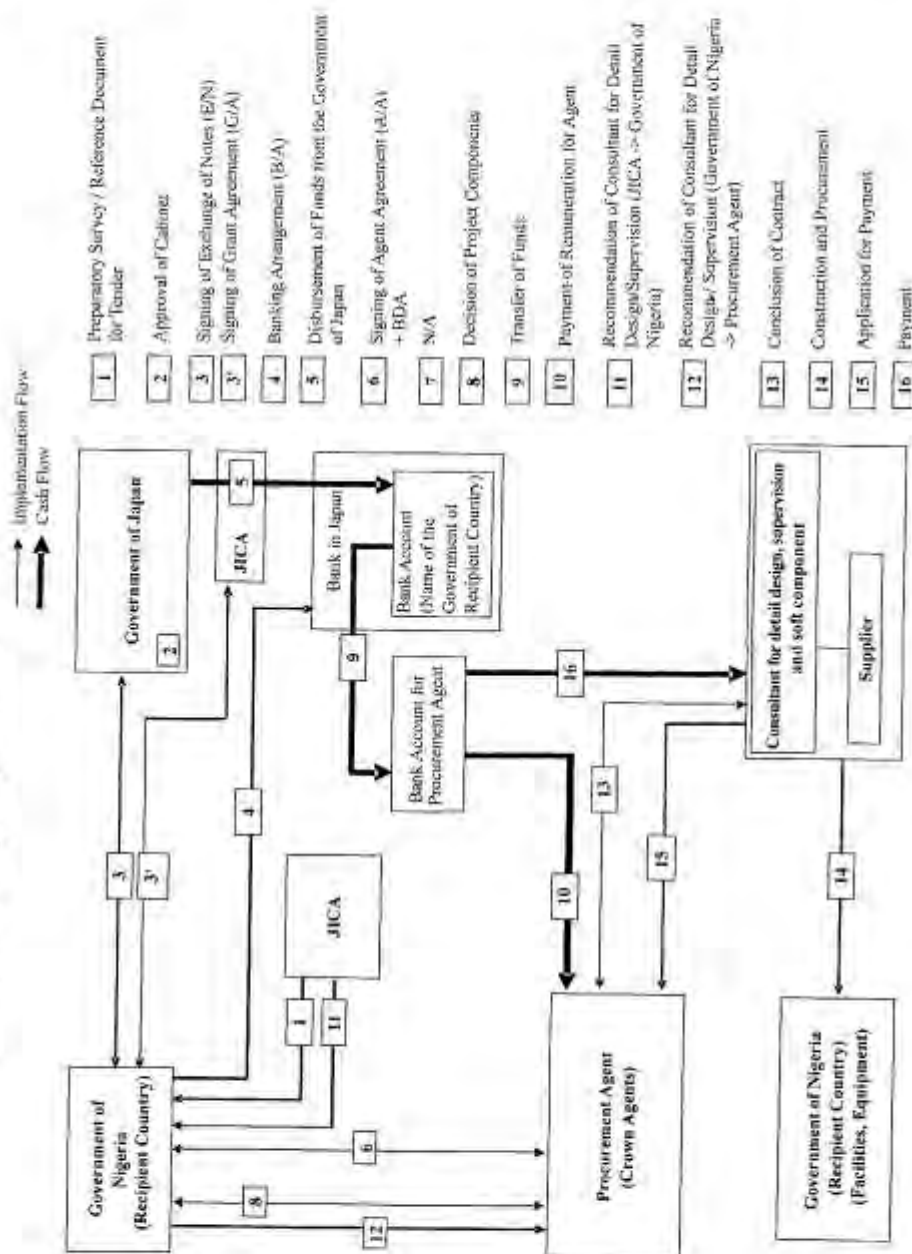 Implementation Flow
Cash Flow
Government of
Nigeria
(Recipient Country)
Government of Japan
2
JICA
5
Bank in Japan
Bank Account
(Name of the
Government of
Recipient Country)
3
3'
4
9
1
11
JICA
Bank Account for
Procurement Agent
6
8
12
10
16
13
15
Procurement Agent
(Crown Agents)
Consultant for detail design, supervision
and soft component
Supplier
14
Government of Nigeria
(Recipient Country)
(Facilities, Equipment)
1 Preparatory Survey / Reference Document
for Tender
2 Approval of Cabinet
3 Signing of Exchange of Notes (E/N)
3' Signing of Grant Agreement (G/A)
4 Banking Arrangement (B/A)
5 Disbursement of Funds from the Government
of Japan
6 Signing of Agent Agreement (A/A)
+ BDA
7 N/A
8 Decision of Project Components
9 Transfer of Funds
10 Payment of Remuneration for Agent
11 Recommendation of Consultant for Detail
Design/Supervision (JICA -> Government of
Nigeria)
12 Recommendation of Consultant for Detail
Design/ Supervision (Government of Nigeria
-> Procurement Agent)
13 Conclusion of Contract
14 Construction and Procurement
15 Application for Payment
16 Payment